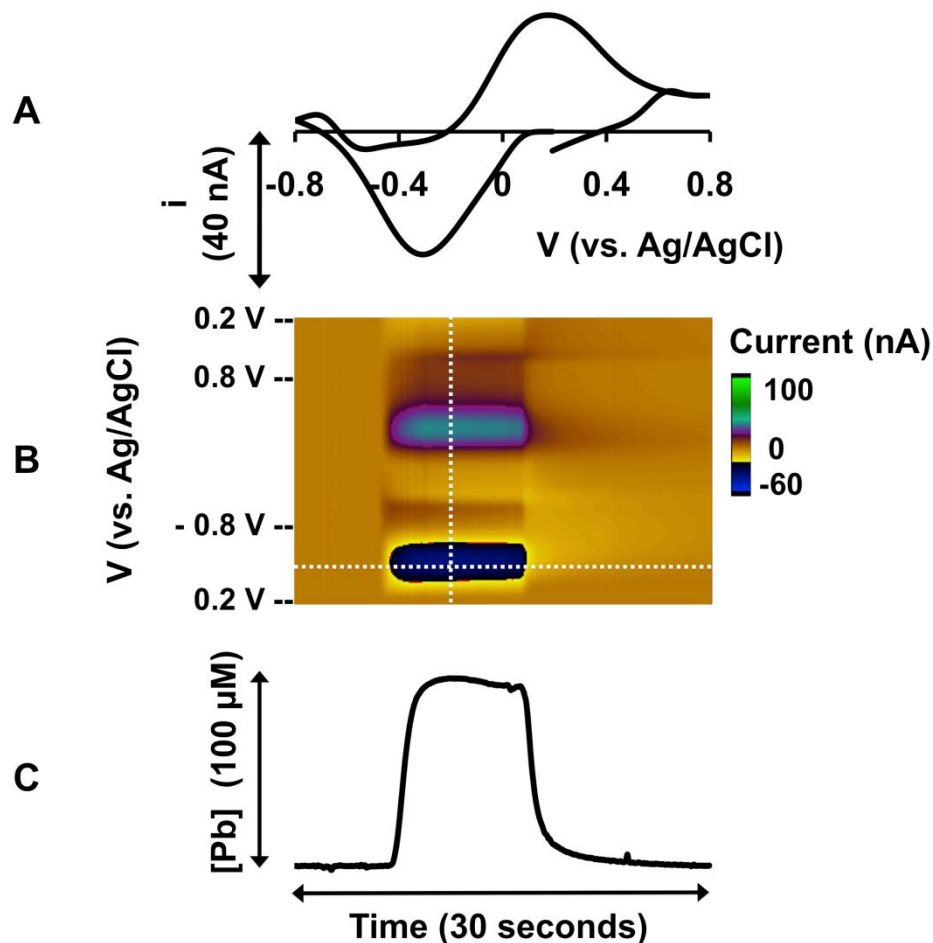 A
i
(40 nA)
-0.8
-0.4
0
0.4
0.8
V (vs. Ag/AgCl)
B
V (vs. Ag/AgCl)
0.2 V --
0.8 V --
- 0.8 V --
0.2 V --
Current (nA)
100
0
-60
C
[Pb] (100 µM)
Time (30 seconds)